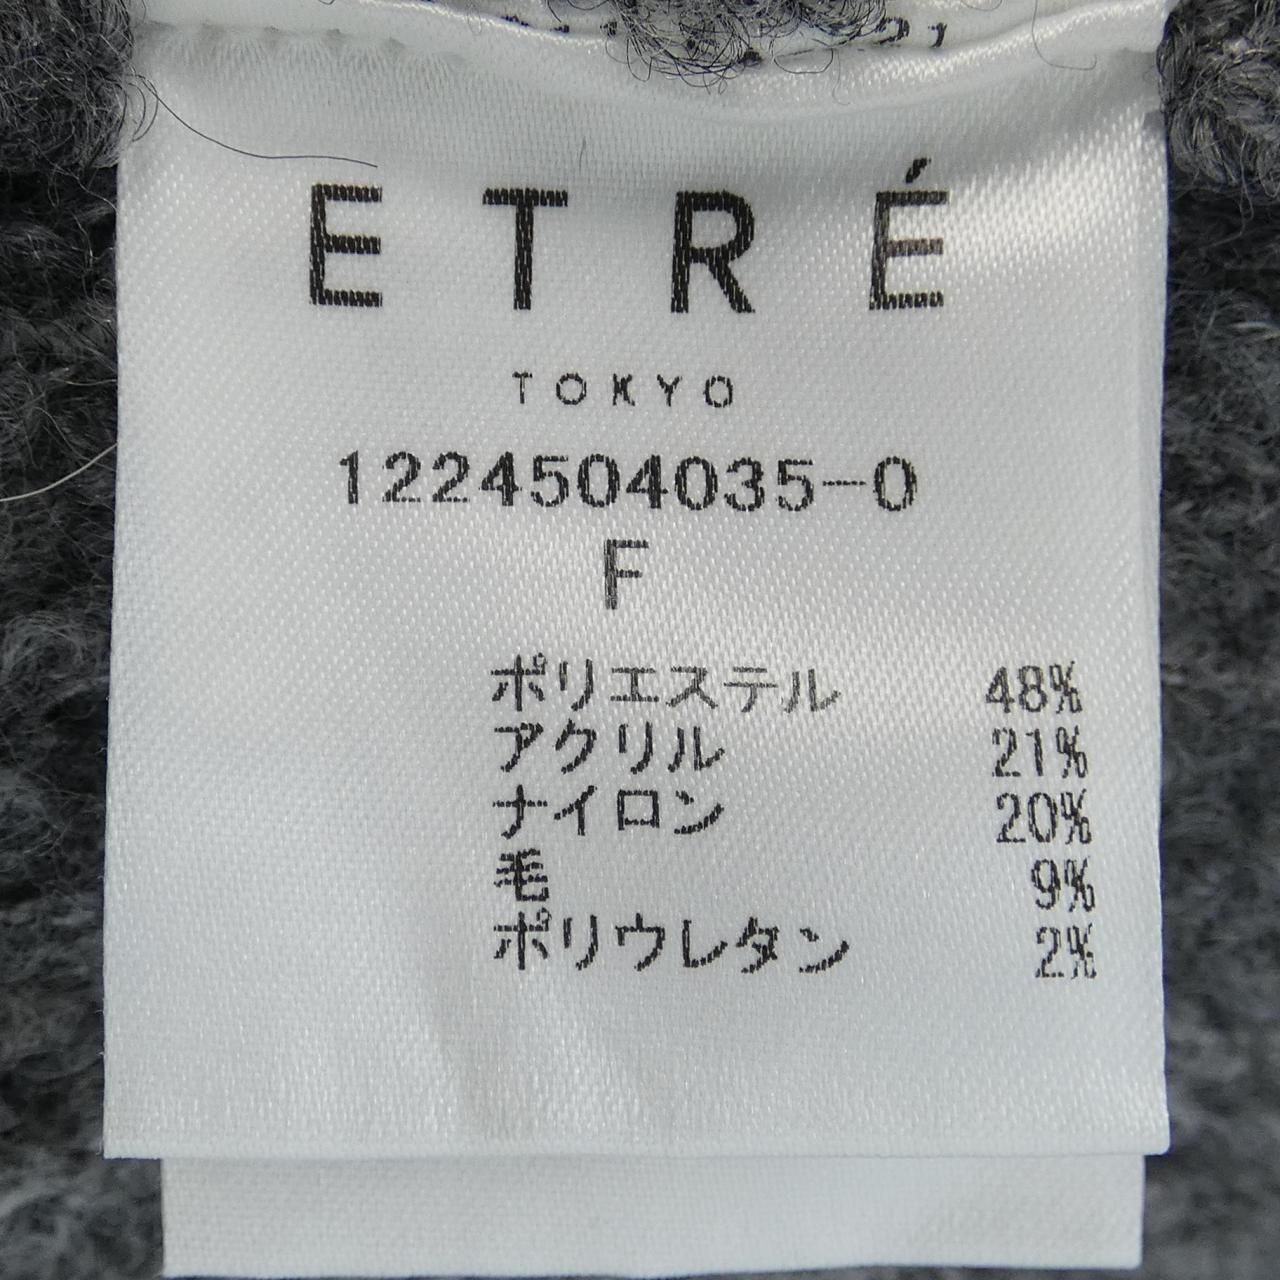 ETRÉ
TOKYO
1224504035-0
F
ポリエステル 48%
アクリル 21%
ナイロン 20%
毛 9%
ポリウレタン 2%